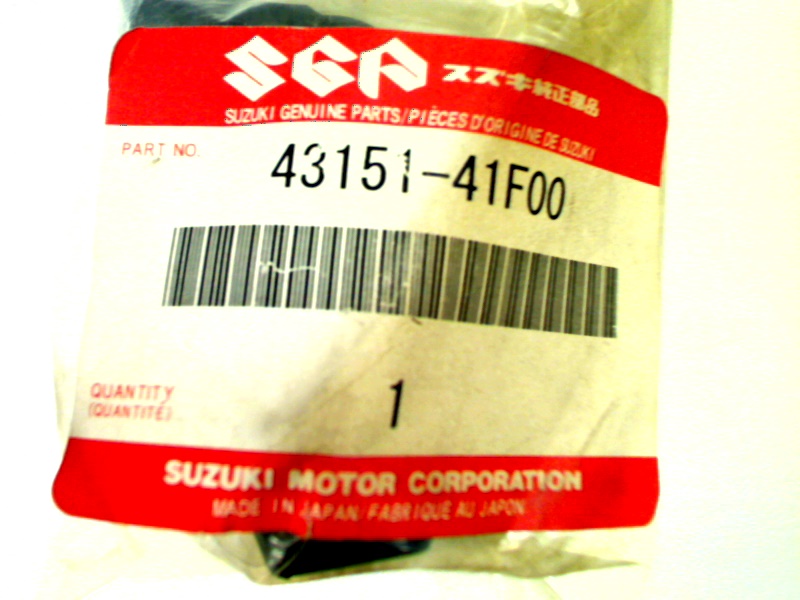 SGP スズキ純正部品
SUZUKI GENUINE PARTS/PIÈCES D'ORIGINE DE SUZUKI
PART NO.
43151-41F00
QUANTITY
(QUANTITÉ)
1
SUZUKI MOTOR CORPORATION
MADE IN JAPAN/FABRIQUÉ AU JAPON